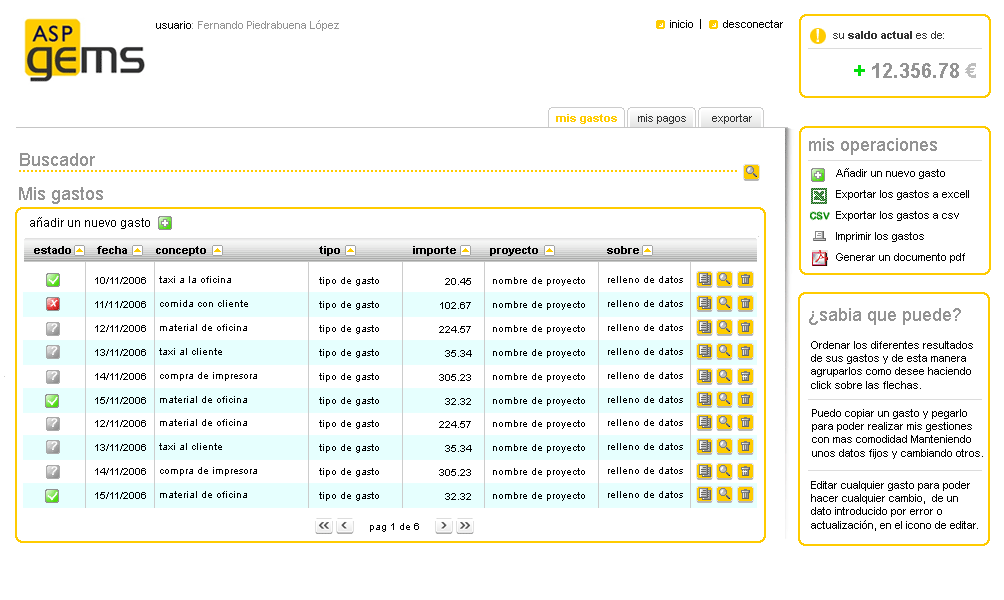 ASP
gems
usuario: Fernando Piedrabuena López
inicio | desconectar
su saldo actual es de:
+ 12.356.78 €
mis gastos
mis pagos
exportar
Buscador
Mis gastos
añadir un nuevo gasto
estado fecha concepto tipo importe proyecto sobre
10/11/2006 taxi a la oficina tipo de gasto 20.45 nombre de proyecto relleno de datos
11/11/2006 comida con cliente tipo de gasto 102.67 nombre de proyecto relleno de datos
12/11/2006 material de oficina tipo de gasto 224.57 nombre de proyecto relleno de datos
13/11/2006 taxi al cliente tipo de gasto 35.34 nombre de proyecto relleno de datos
14/11/2006 compra de impresora tipo de gasto 305.23 nombre de proyecto relleno de datos
15/11/2006 material de oficina tipo de gasto 32.32 nombre de proyecto relleno de datos
12/11/2006 material de oficina tipo de gasto 224.57 nombre de proyecto relleno de datos
13/11/2006 taxi al cliente tipo de gasto 35.34 nombre de proyecto relleno de datos
14/11/2006 compra de impresora tipo de gasto 305.23 nombre de proyecto relleno de datos
15/11/2006 material de oficina tipo de gasto 32.32 nombre de proyecto relleno de datos
<< < pag 1 de 6 > >>
mis operaciones
Añadir un nuevo gasto
Exportar los gastos a excell
CSV Exportar los gastos a csv
Imprimir los gastos
Generar un documento pdf
¿sabia que puede?
Ordenar los diferentes resultados
de sus gastos y de esta manera
agruparlos como desee haciendo
click sobre las flechas.
Puedo copiar un gasto y pegarlo
para poder realizar mis gestiones
con mas comodidad Manteniendo
unos datos fijos y cambiando otros.
Editar cualquier gasto para poder
hacer cualquier cambio, de un
dato introducido por error o
actualización, en el icono de editar.